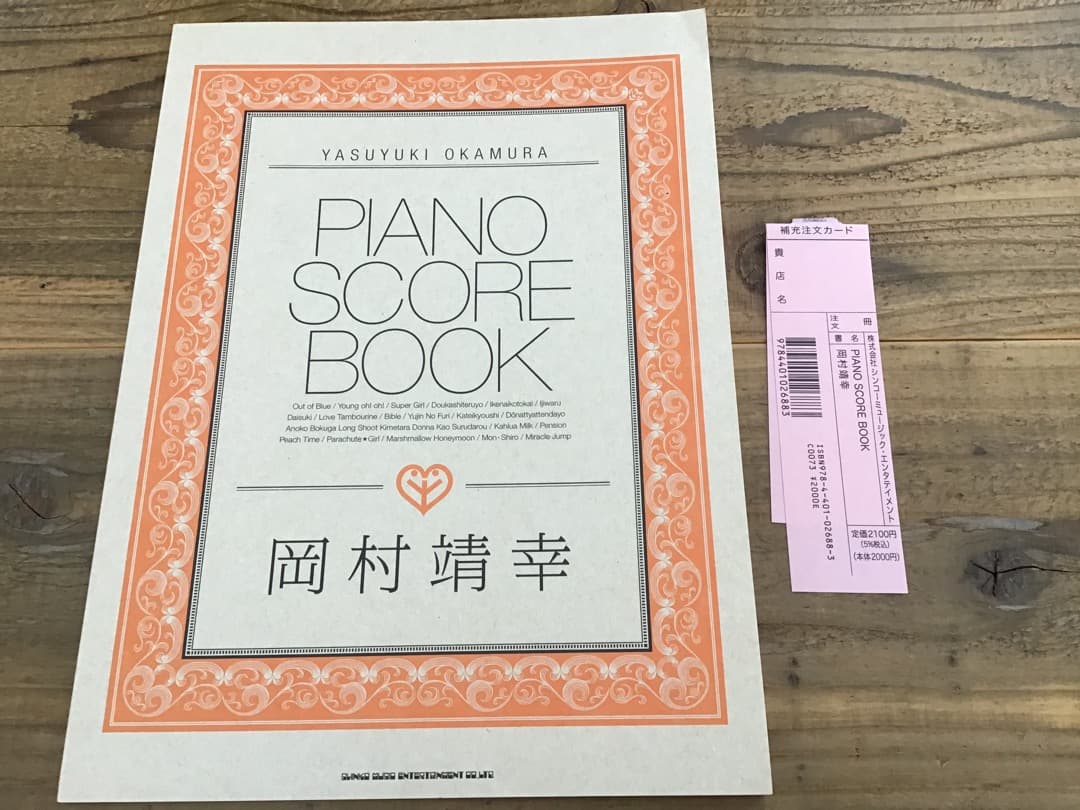 YASUYUKI OKAMURA
PIANO
SCORE
BOOK
Out of Blue / Young oh! oh! / Super Girl / Doukashiteruyo / Ikenaikotokai / Ijiwaru
Daisuki / Love Tambourine / Bible / Yujin No Furi / Kateikyoushi / Dônattyattendayo
Anoko Bokuga Long Shoot Kimetara Donna Kao Surudarou / Kahlua Milk / Pension
Peach Time / Parachute★Girl / Marshmallow Honeymoon / Mon-Shiro / Miracle Jump
岡村靖幸
SHINKO MUSIC ENTERTAINMENT CO.,LTD.
補充注文カード
貴店名
注文 冊
株式会社シンコーミュージック・エンタテイメント
書名
PIANO SCORE BOOK
岡村靖幸
9784401026883
ISBN978-4-401-02688-3
C0073 ¥2000E
定価2100円
(5%税込)
(本体2000円)